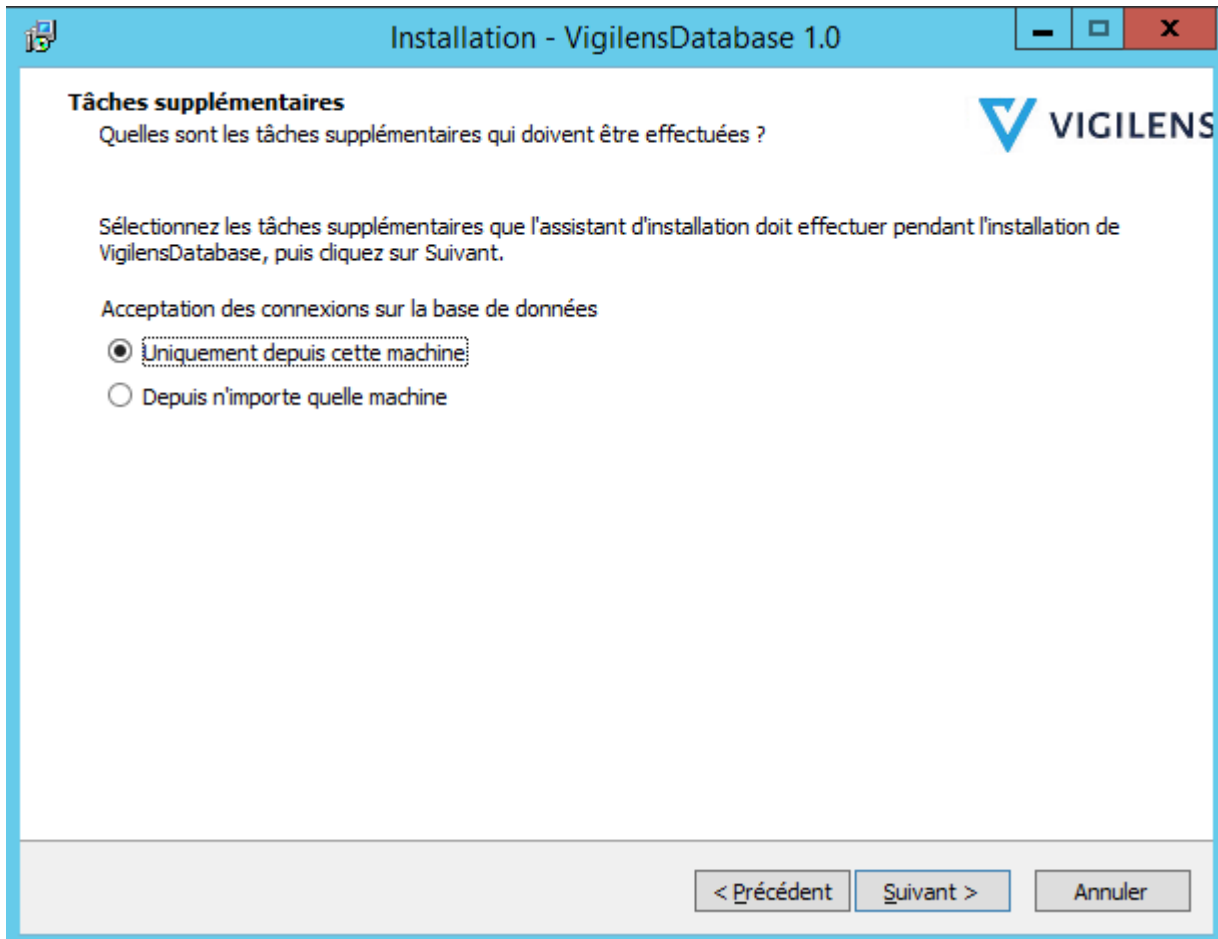 Installation - VigilensDatabase 1.0
Tâches supplémentaires
Quelles sont les tâches supplémentaires qui doivent être effectuées ?
VIGILENS
Sélectionnez les tâches supplémentaires que l'assistant d'installation doit effectuer pendant l'installation de
VigilensDatabase, puis cliquez sur Suivant.
Acceptation des connexions sur la base de données
Uniquement depuis cette machine
Depuis n'importe quelle machine
< Précédent
Suivant >
Annuler